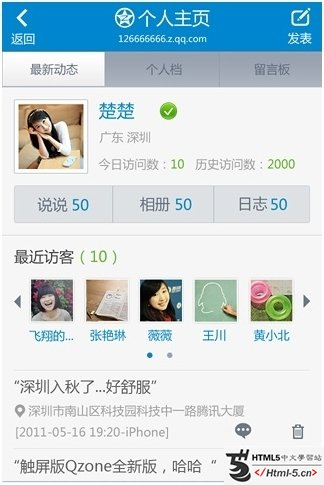 个人主页
返回
126666666.z.qq.com
发表
最新动态 个人档 留言板
楚楚
广东 深圳
今日访问数：10 历史访问数：2000
说说 50 相册 50 日志 50
最近访客（10）
飞翔的... 张艳琳 薇薇 王川 黄小北
“深圳入秋了...好舒服”
深圳市南山区科技园科技中一路腾讯大厦
[2011-05-16 19:20-iPhone]
“触屏版Qzone全新版，哈哈“
HTML5中文學習站
</Html-5.cn>